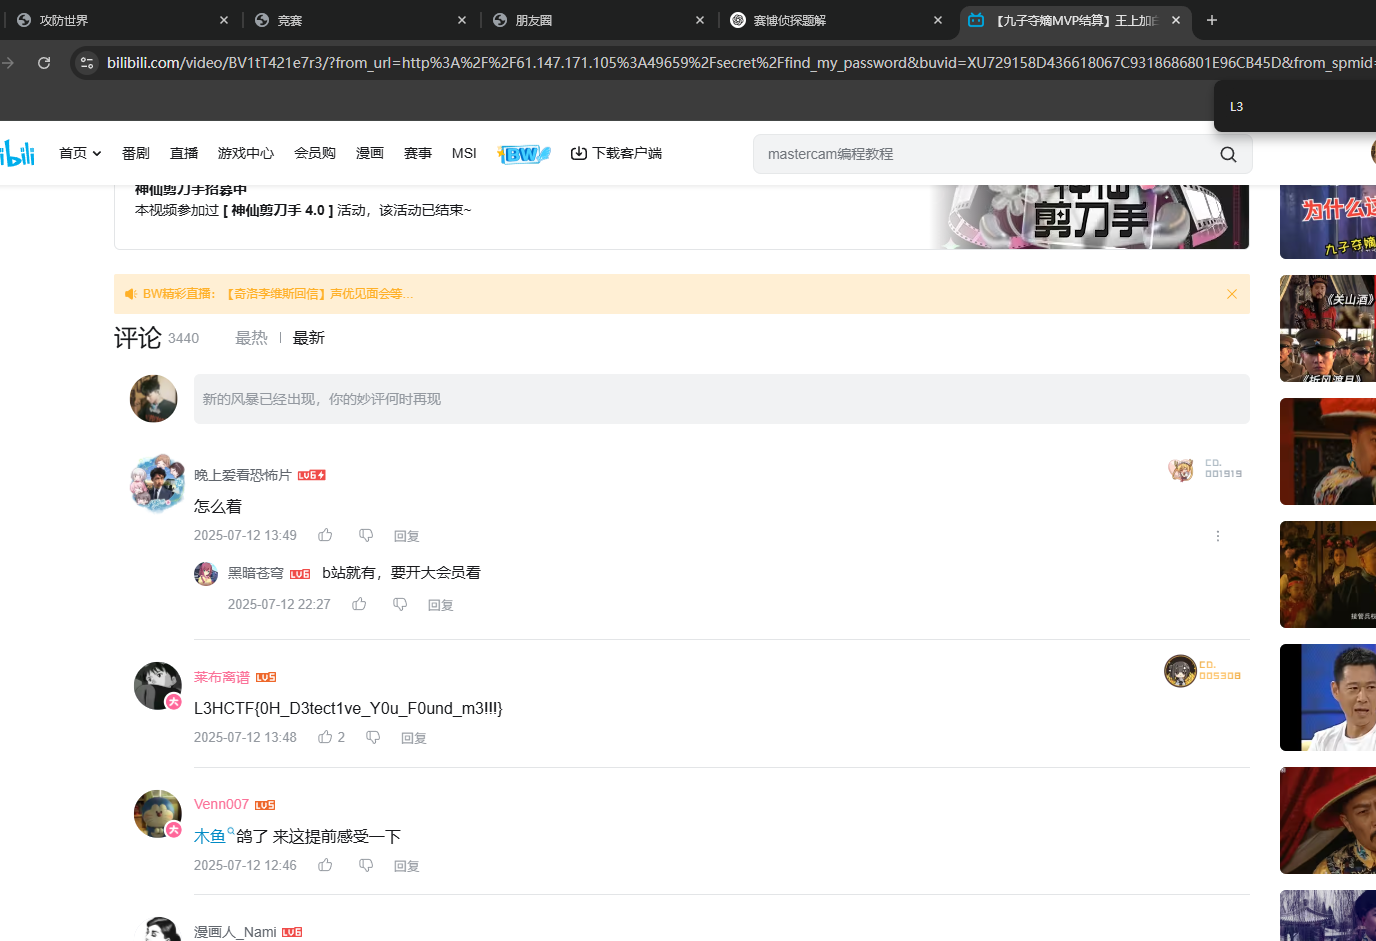 攻防世界
竞赛
朋友圈
赛博侦探题解
【九子夺嫡MVP结算】王上加白
bilibili.com/video/BV1tT421e7r3/?from_url=http%3A%2F%2F61.147.171.105%3A49659%2Fsecret%2Ffind_my_password&buvid=XU729158D436618067C9318686801E96CB45D&from_spmid=
L3
首页
番剧
直播
游戏中心
会员购
漫画
赛事
MSI
BW
下载客户端
mastercam编程教程
神仙剪刀手招募中
本视频参加过 [ 神仙剪刀手 4.0 ] 活动，该活动已结束~
神仙
剪刀手
为什么这
九子夺嫡
BW精彩直播：【奇洛李维斯回信】声优见面会等...
《关山酒》
《折风渡月》
评论 3440 最热 最新
新的风暴已经出现，你的妙评何时再现
晚上爱看恐怖片 LV6
CD.
001919
怎么着
2025-07-12 13:49 回复
黑暗苍穹 LV6 b站就有，要开大会员看
2025-07-12 22:27 回复
莱布离谱 LV5
CD.
005308
大
L3HCTF{0H_D3tect1ve_Y0u_F0und_m3!!!}
2025-07-12 13:48 2 回复
Venn007 LV5
大
木鱼鸽了 来这提前感受一下
2025-07-12 12:46 回复
漫画人_Nami LV6